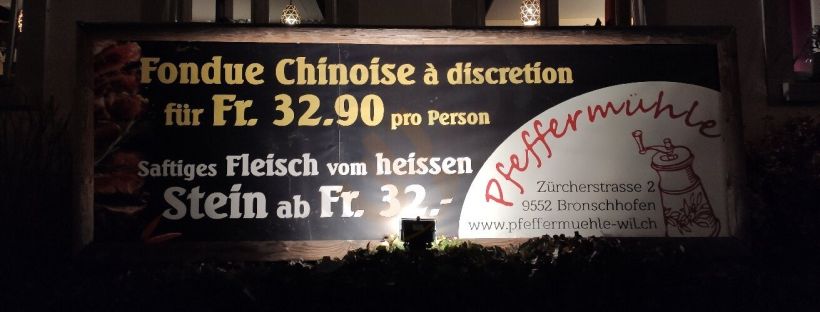 Fondue Chinoise à discretion
für Fr. 32.90 pro Person
Saftiges Fleisch vom heissen
Stein ab Fr. 32.-
Pfeffermühle
Zürcherstrasse 2
9552 Bronschhofen
www.pfeffermuehle-wil.ch